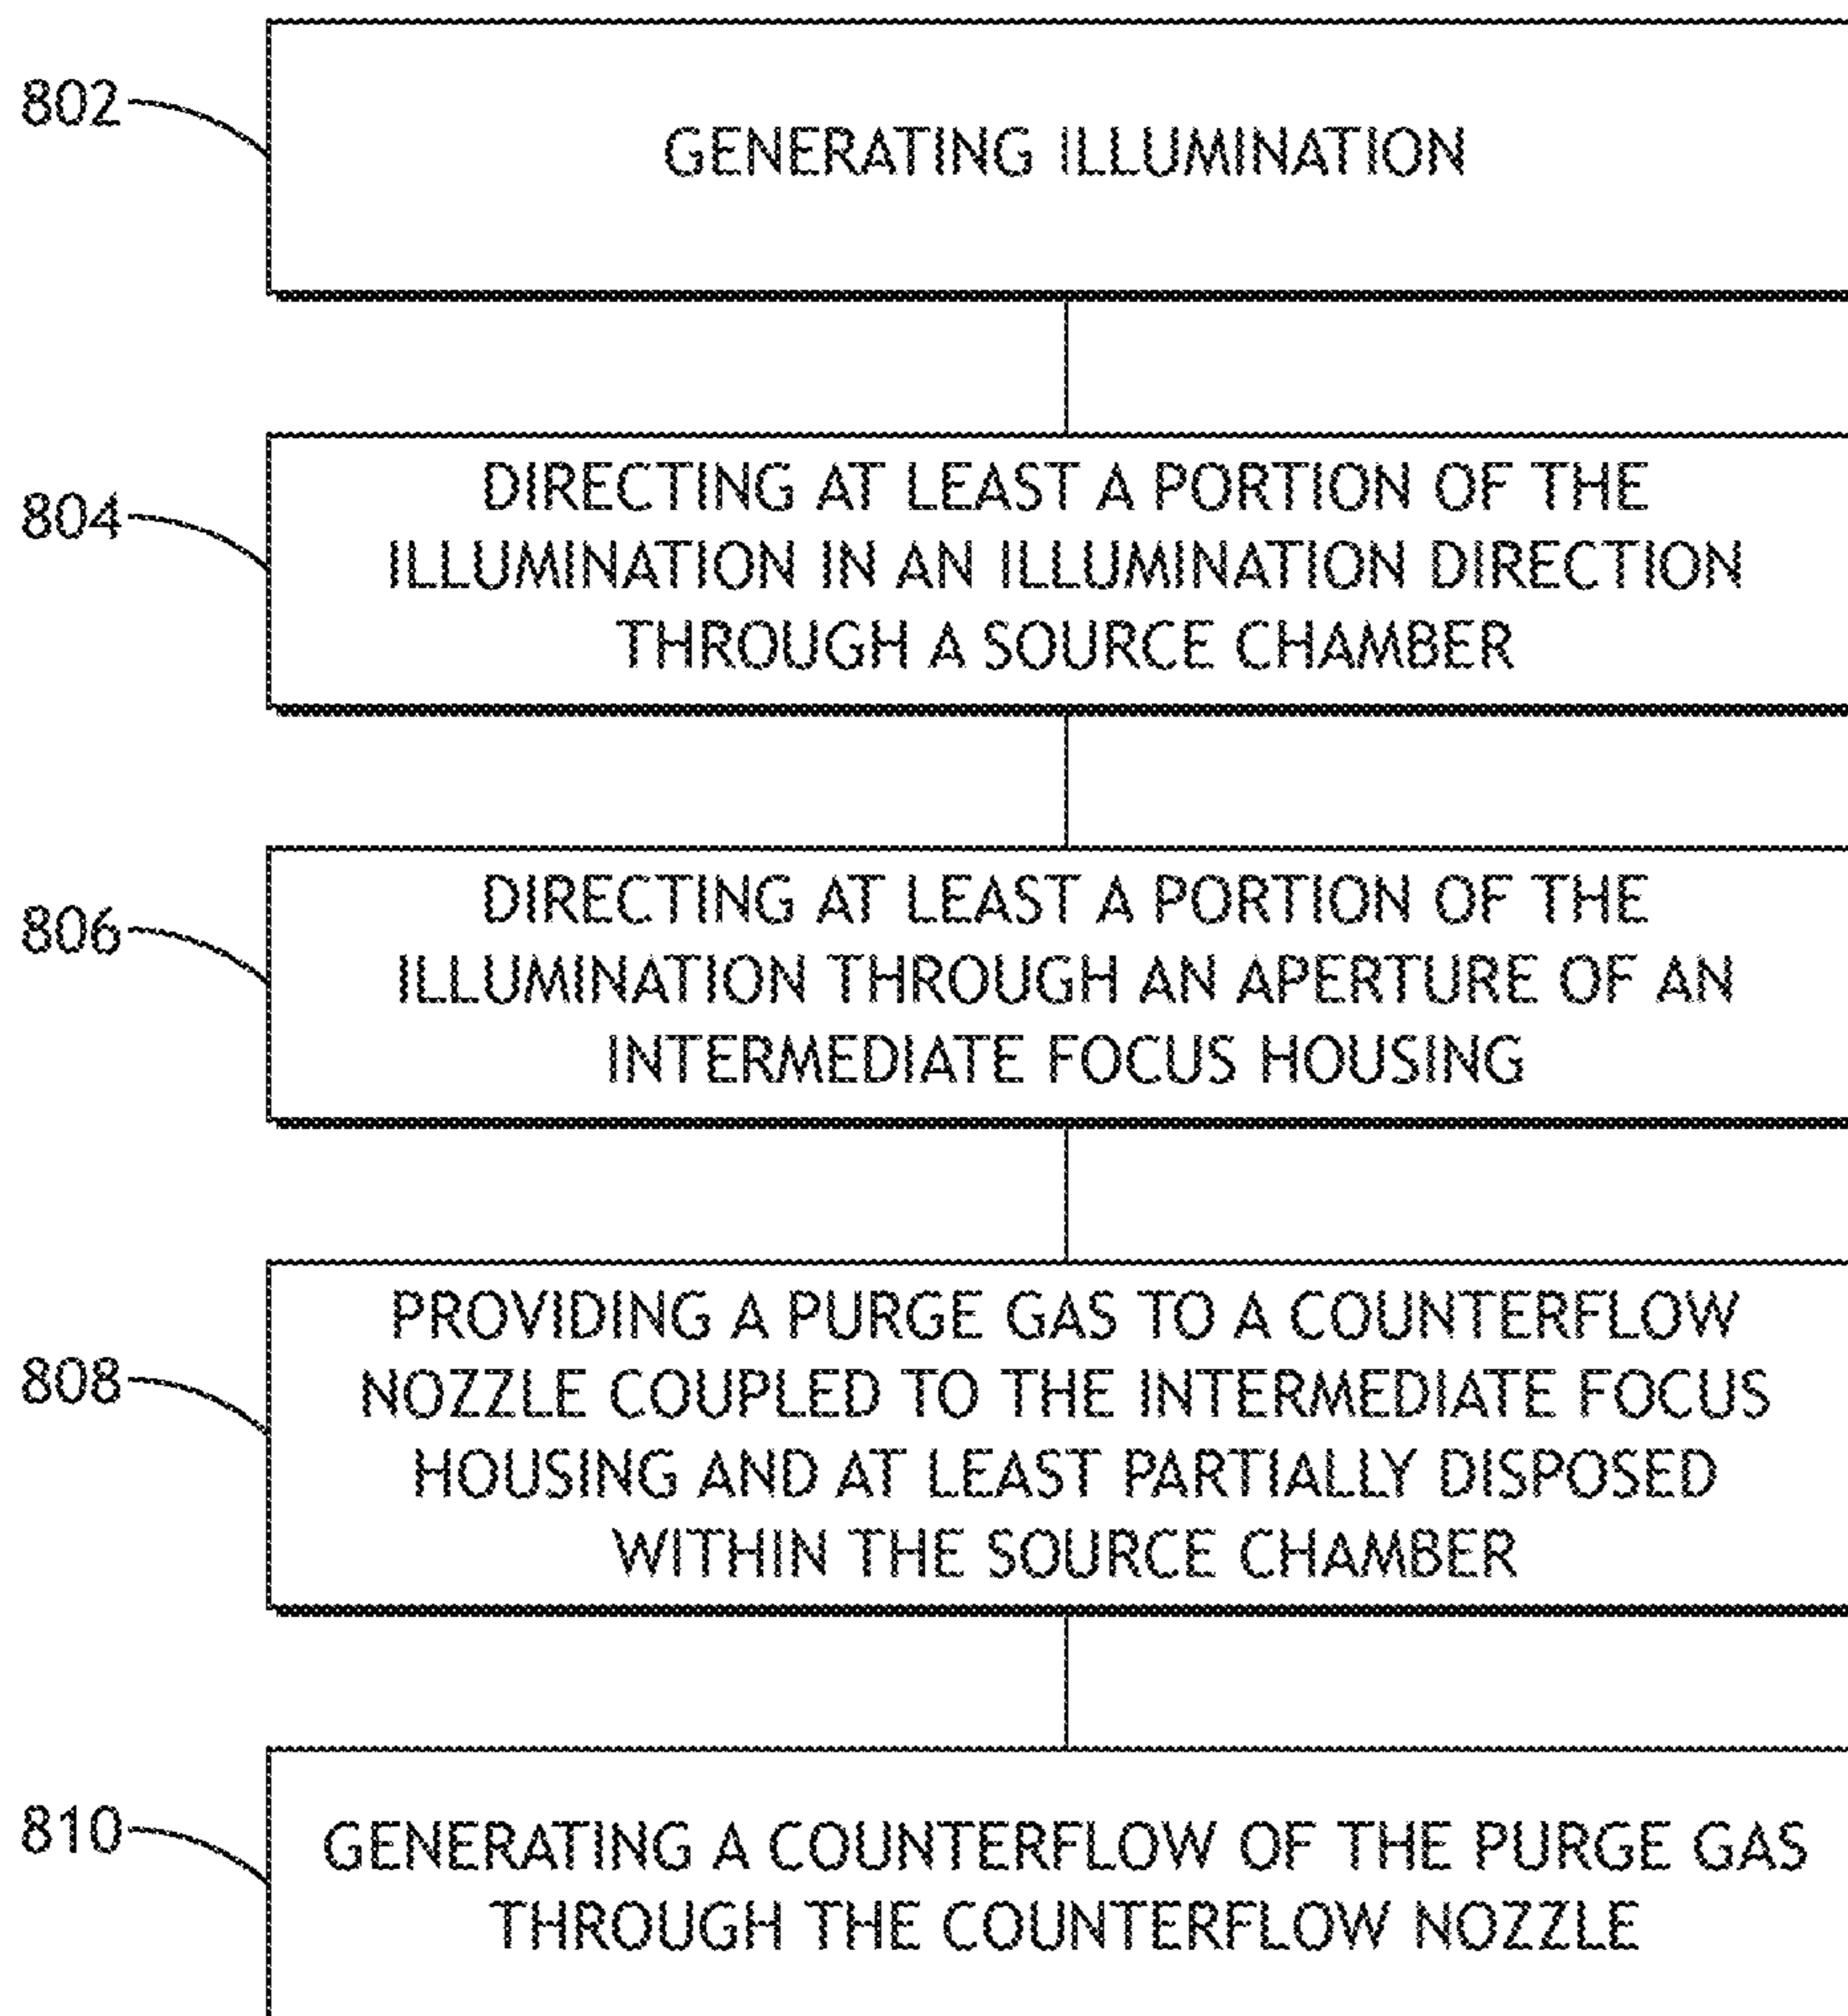 802
GENERATING ILLUMINATION
804
DIRECTING AT LEAST A PORTION OF THE
ILLUMINATION IN AN ILLUMINATION DIRECTION
THROUGH A SOURCE CHAMBER
806
DIRECTING AT LEAST A PORTION OF THE
ILLUMINATION THROUGH AN APERTURE OF AN
INTERMEDIATE FOCUS HOUSING
808
PROVIDING A PURGE GAS TO A COUNTERFLOW
NOZZLE COUPLED TO THE INTERMEDIATE FOCUS
HOUSING AND AT LEAST PARTIALLY DISPOSED
WITHIN THE SOURCE CHAMBER
810
GENERATING A COUNTERFLOW OF THE PURGE GAS
THROUGH THE COUNTERFLOW NOZZLE